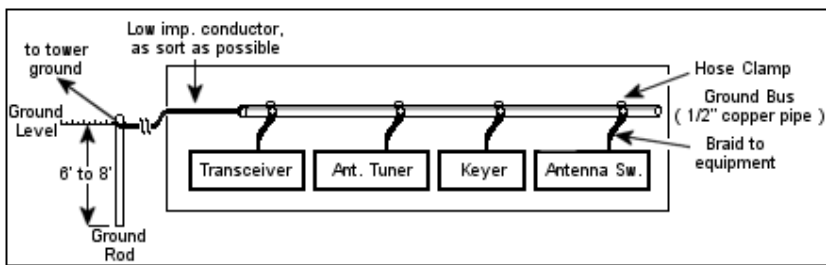 Low imp. conductor,
as sort as possible
to tower
ground
Hose Clamp
Ground
Level
Ground Bus
( 1/2" copper pipe )
Braid to
equipment
6' to 8'
Transceiver
Ant. Tuner
Keyer
Antenna Sw.
Ground
Rod